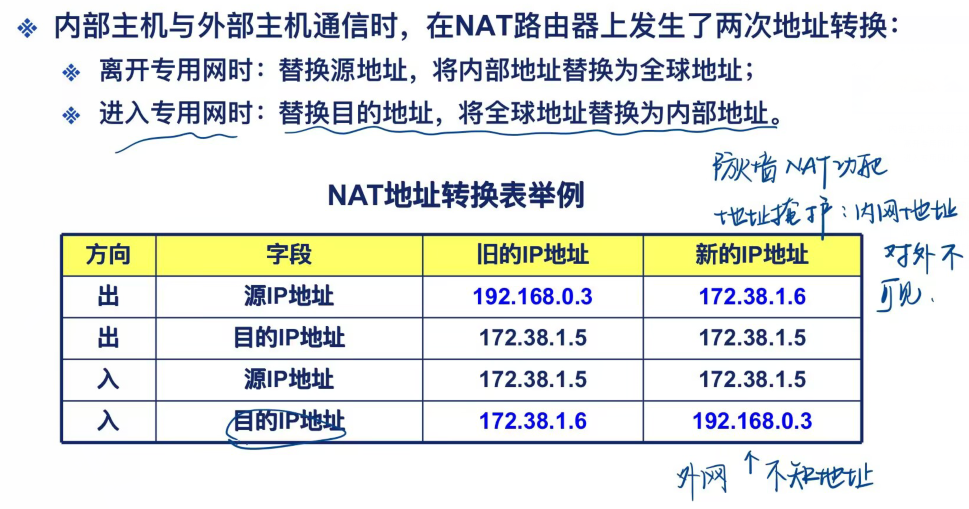 内部主机与外部主机通信时，在NAT路由器上发生了两次地址转换：
离开专用网时：替换源地址，将内部地址替换为全球地址；
进入专用网时：替换目的地址，将全球地址替换为内部地址。
防火墙NAT功能
地址掩护：内网地址
对外不
可见.
NAT地址转换表举例
方向 字段 旧的IP地址 新的IP地址
出 源IP地址 192.168.0.3 172.38.1.6
出 目的IP地址 172.38.1.5 172.38.1.5
入 源IP地址 172.38.1.5 172.38.1.5
入 目的IP地址 172.38.1.6 192.168.0.3
外网 ↑ 不知地址